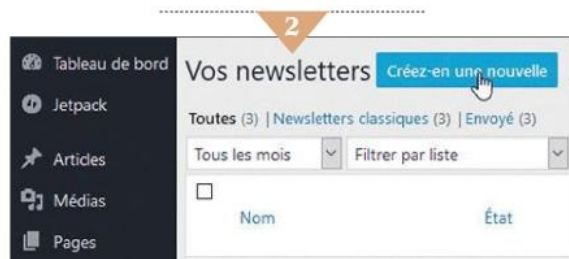 2
Tableau de bord
Jetpack
Articles
Médias
Pages
Vos newsletters Créez-en une nouvelle
Toutes (3) | Newsletters classiques (3) | Envoyé (3)
Tous les mois Filtrer par liste
Nom État